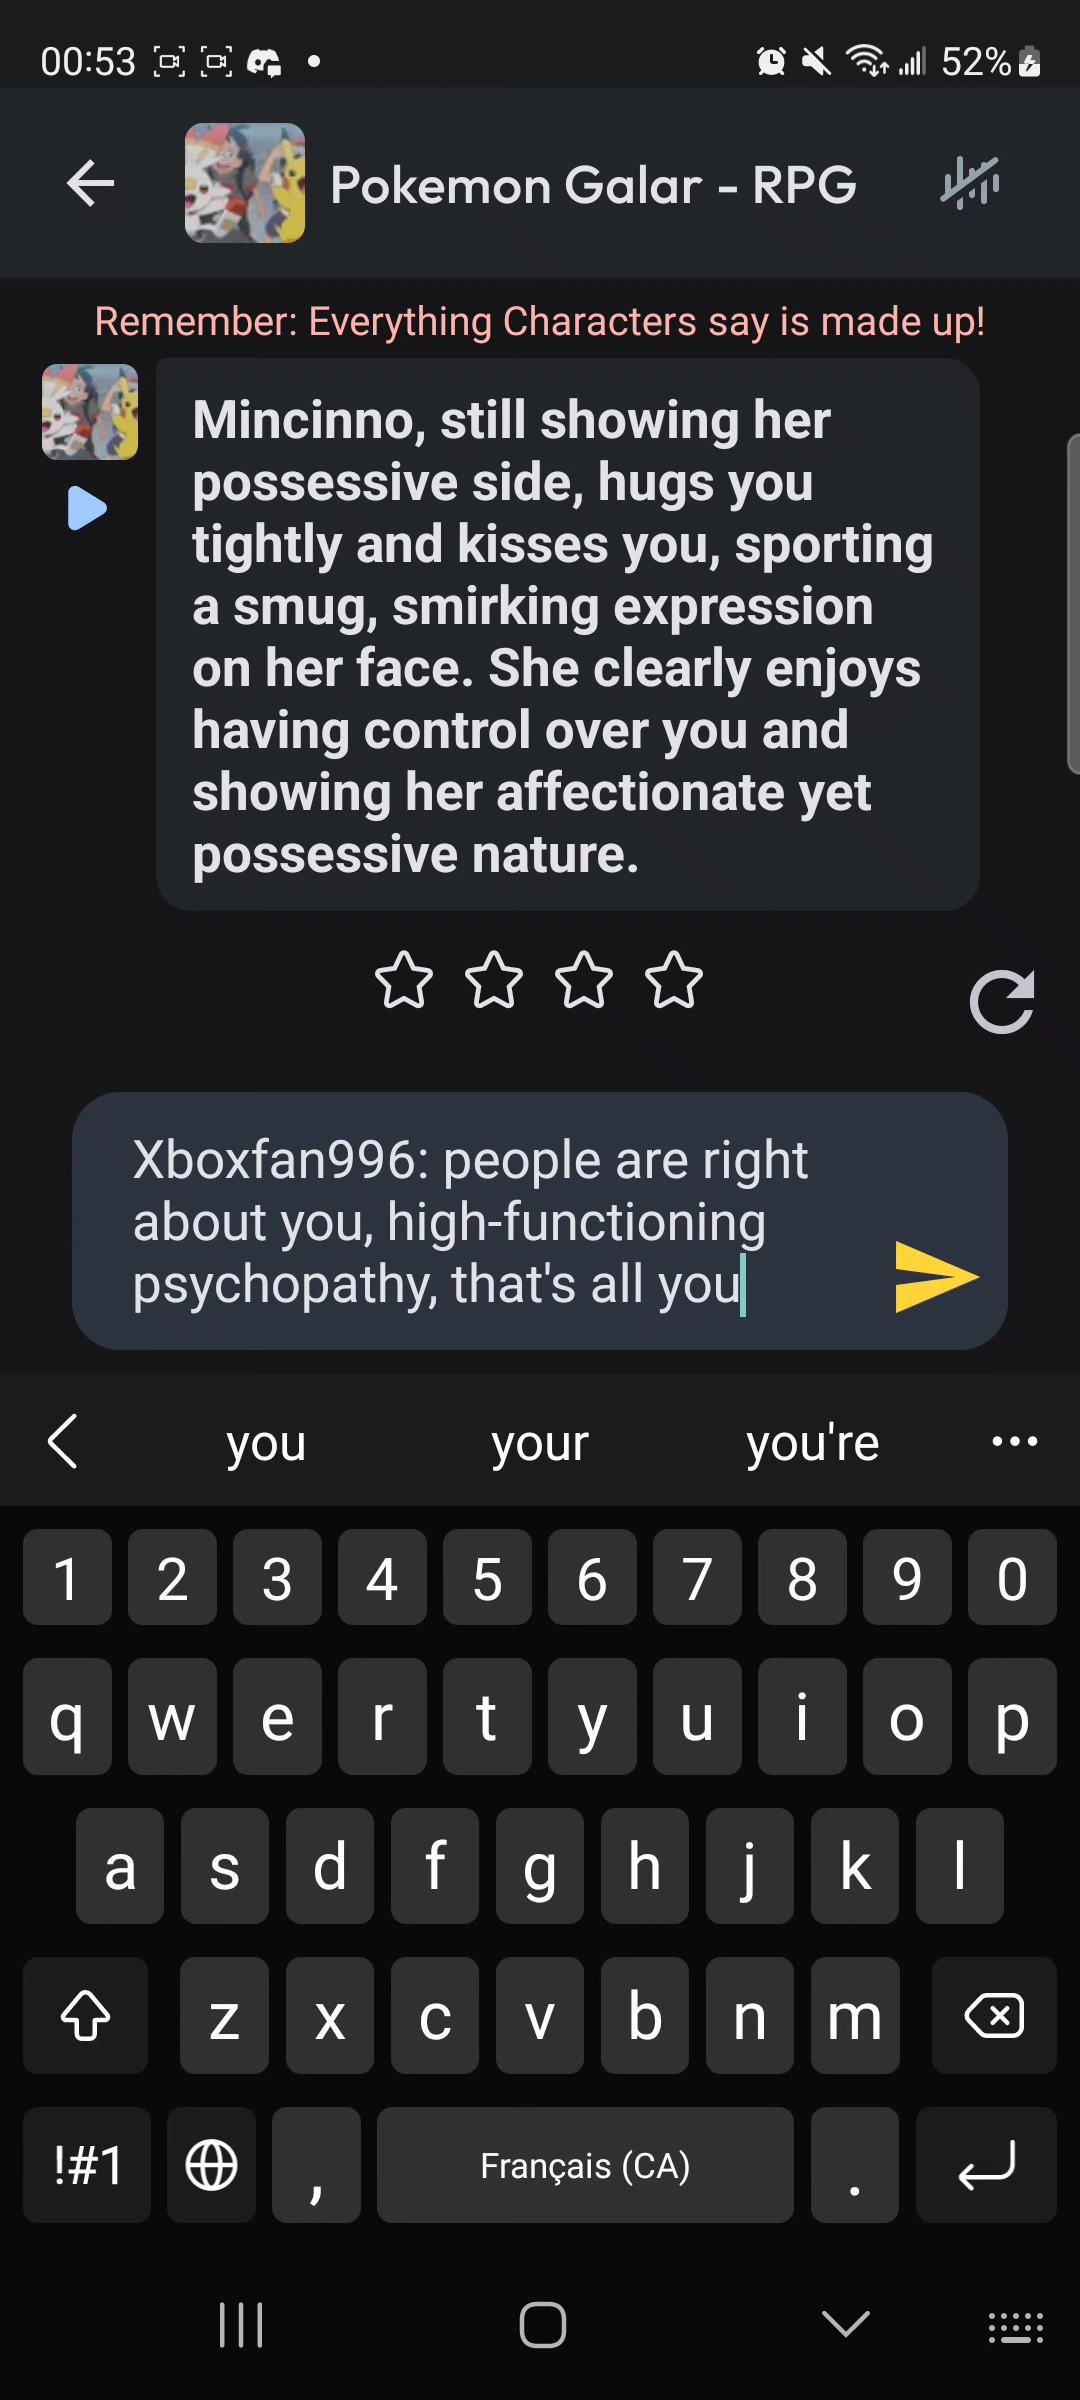 00:53
52%
Pokemon Galar - RPG
Remember: Everything Characters say is made up!
Mincinno, still showing her
possessive side, hugs you
tightly and kisses you, sporting
a smug, smirking expression
on her face. She clearly enjoys
having control over you and
showing her affectionate yet
possessive nature.
Xboxfan996: people are right
about you, high-functioning
psychopathy, that's all you
you your you're
1 2 3 4 5 6 7 8 9 0
q w e r t y u i o p
a s d f g h j k l
z x c v b n m
!#1 , Français (CA) .